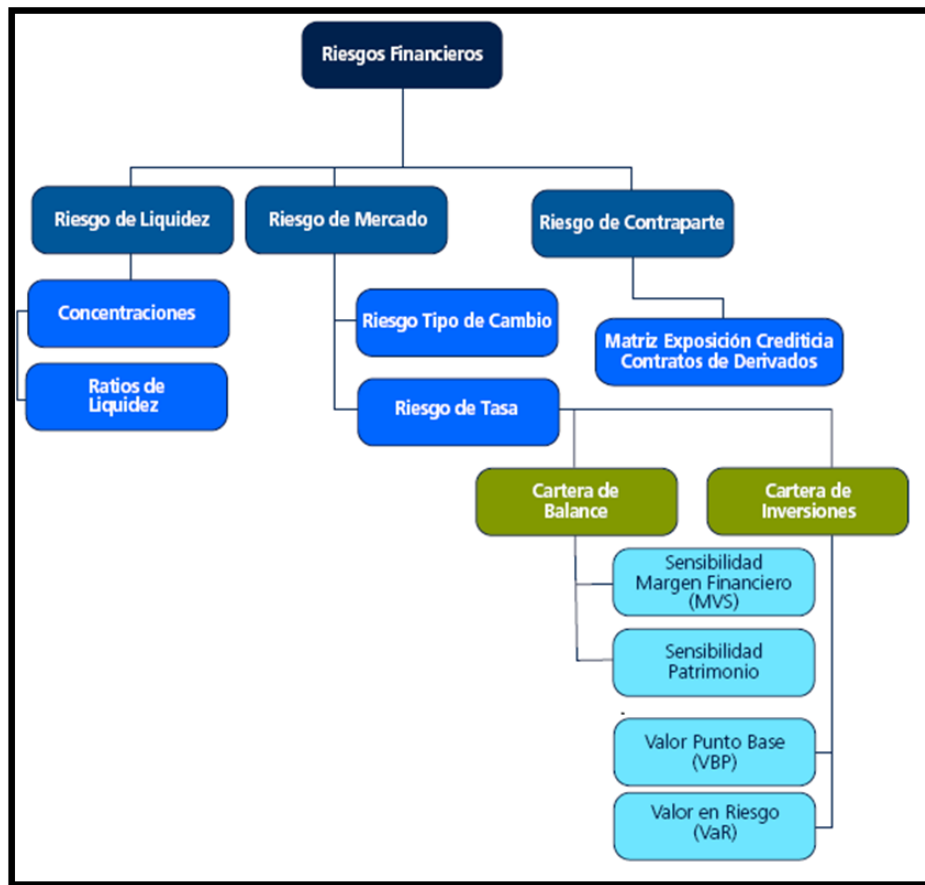 Riesgos Financieros
Riesgo de Liquidez
Riesgo de Mercado
Riesgo de Contraparte
Concentraciones
Riesgo Tipo de Cambio
Matriz Exposición Crediticia
Contratos de Derivados
Ratios de
Liquidez
Riesgo de Tasa
Cartera de
Balance
Cartera de
Inversiones
Sensibilidad
Margen Financiero
(MVS)
Sensibilidad
Patrimonio
Valor Punto Base
(VBP)
Valor en Riesgo
(VaR)